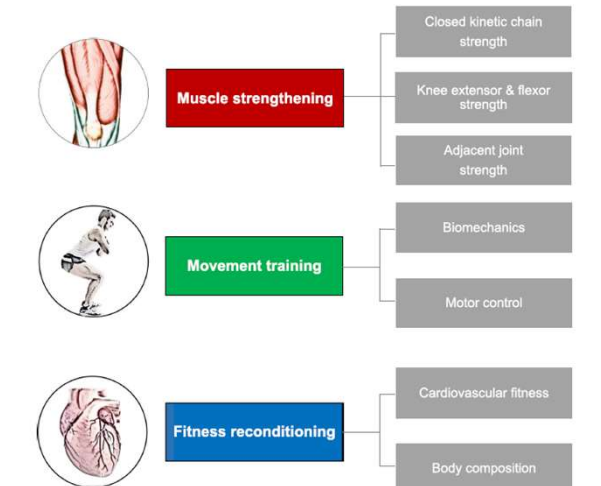 Closed kinetic chain
strength
Muscle strengthening
Knee extensor & flexor
strength
Adjacent joint
strength
Biomechanics
Movement training
Motor control
Cardiovascular fitness
Fitness reconditioning
Body composition